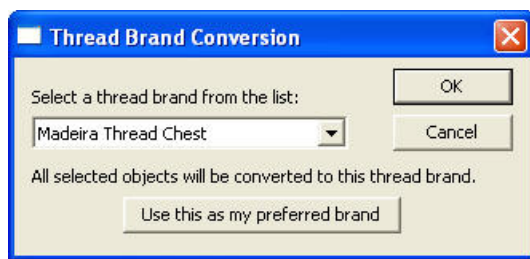 Thread Brand Conversion
Select a thread brand from the list:
OK
Madeira Thread Chest
Cancel
All selected objects will be converted to this thread brand.
Use this as my preferred brand